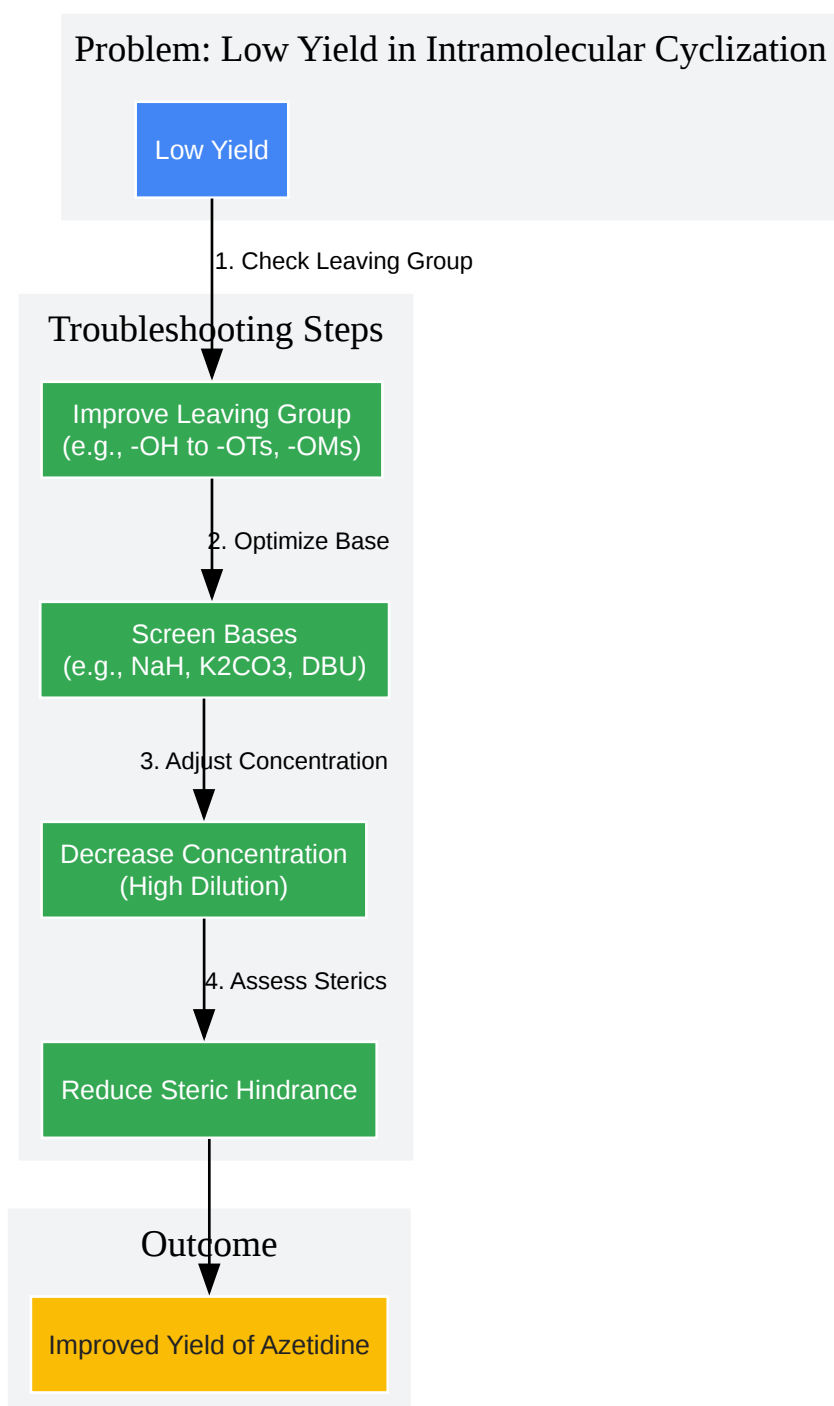 Problem: Low Yield in Intramolecular Cyclization
Low Yield
1. Check Leaving Group
Troubleshooting Steps
Improve Leaving Group
(e.g., -OH to -OTs, -OMs)
2. Optimize Base
Screen Bases
(e.g., NaH, K2CO3, DBU)
3. Adjust Concentration
Decrease Concentration
(High Dilution)
4. Assess Sterics
Reduce Steric Hindrance
Outcome
Improved Yield of Azetidine